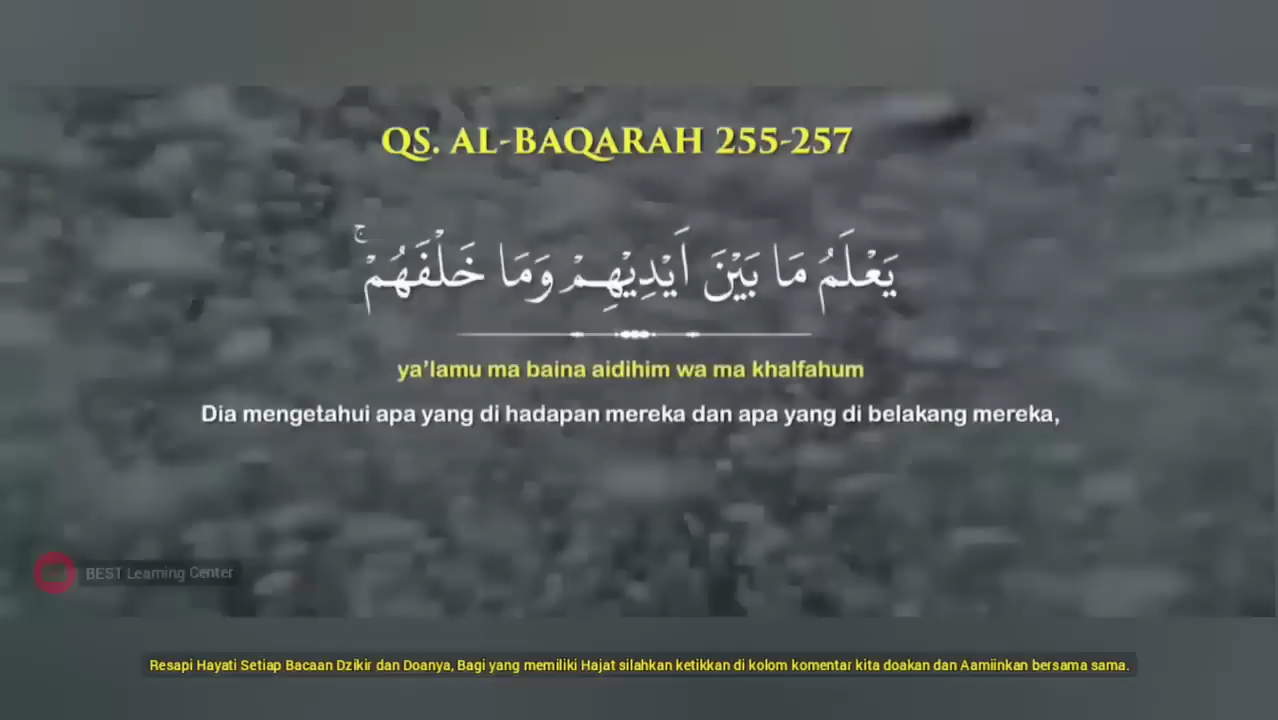 QS. AL-BAQARAH 255-257
يَعْلَمُ مَا بَيْنَ اَيْدِيْهِمْ وَمَا خَلْفَهُمْۚ
ya’lamu ma baina aidihim wa ma khalfahum
Dia mengetahui apa yang di hadapan mereka dan apa yang di belakang mereka,
BEST Learning Center
Resapi Hayati Setiap Bacaan Dzikir dan Doanya, Bagi yang memiliki Hajat silahkan ketikkan di kolom komentar kita doakan dan Aamiinkan bersama sama.